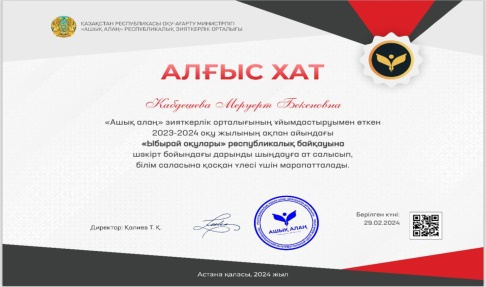 ҚАЗАҚСТАН РЕСПУБЛИКАСЫ ОҚУ-АҒАРТУ МИНИСТРЛІГІ
«АШЫҚ АЛАҢ» РЕСПУБЛИКАЛЫҚ ЗИЯТКЕРЛІК ОРТАЛЫҒЫ
АЛҒЫС ХАТ
Кабдешева Меруерт Бекеновна
«Ашық алаң» зияткерлік орталығының ұйымдастыруымен өткен
2023-2024 оқу жылының ақпан айындағы
«Ыбырай оқулары» республикалық байқауына
шәкірт бойындағы дарынды шыңдауға ат салысып,
білім саласына қосқан үлесі үшін марапатталады.
Директор: Қалиев Т. Қ.
АШЫҚ АЛАҢ
Берілген күні:
29.02.2024
Астана қаласы, 2024 жыл